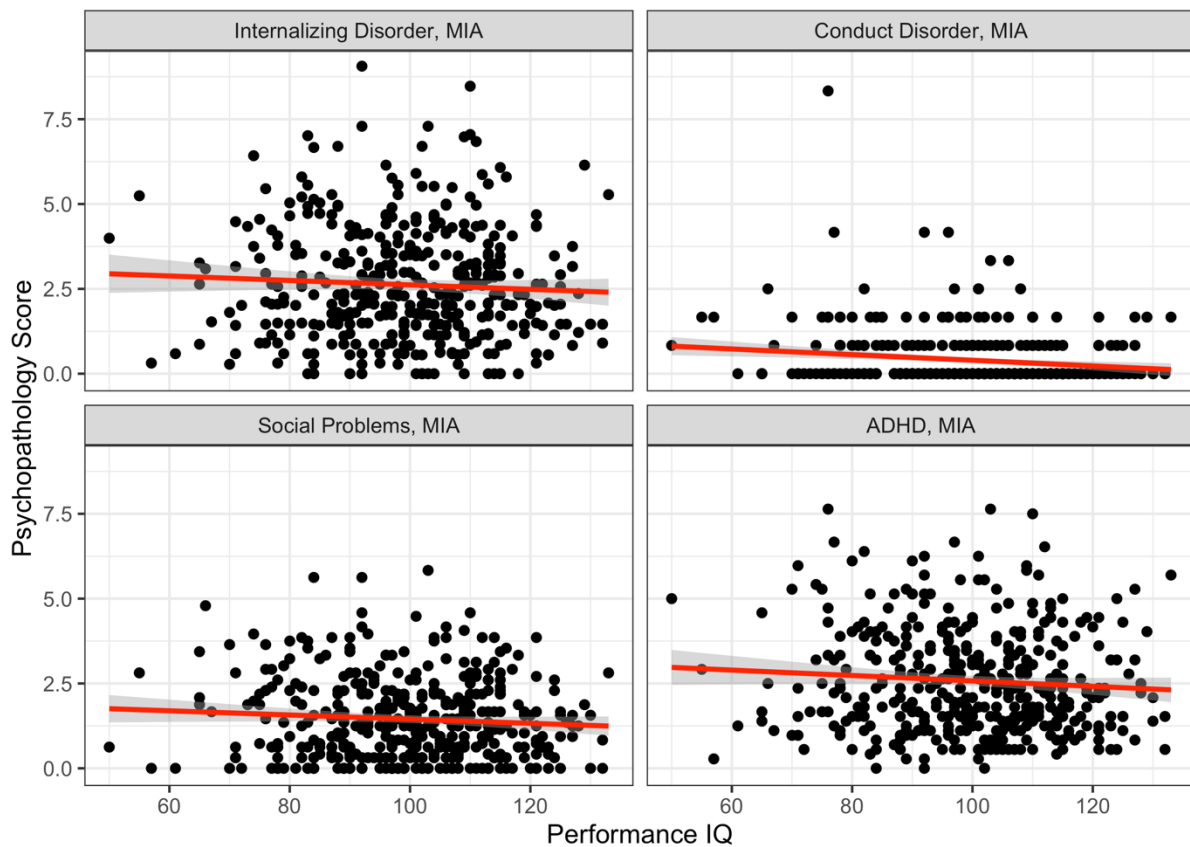 Internalizing Disorder, MIA
Conduct Disorder, MIA
7.5
5.0
2.5
0.0
Social Problems, MIA
ADHD, MIA
7.5
5.0
2.5
0.0
Psychopathology Score
60 80 100 120
60 80 100 120
Performance IQ